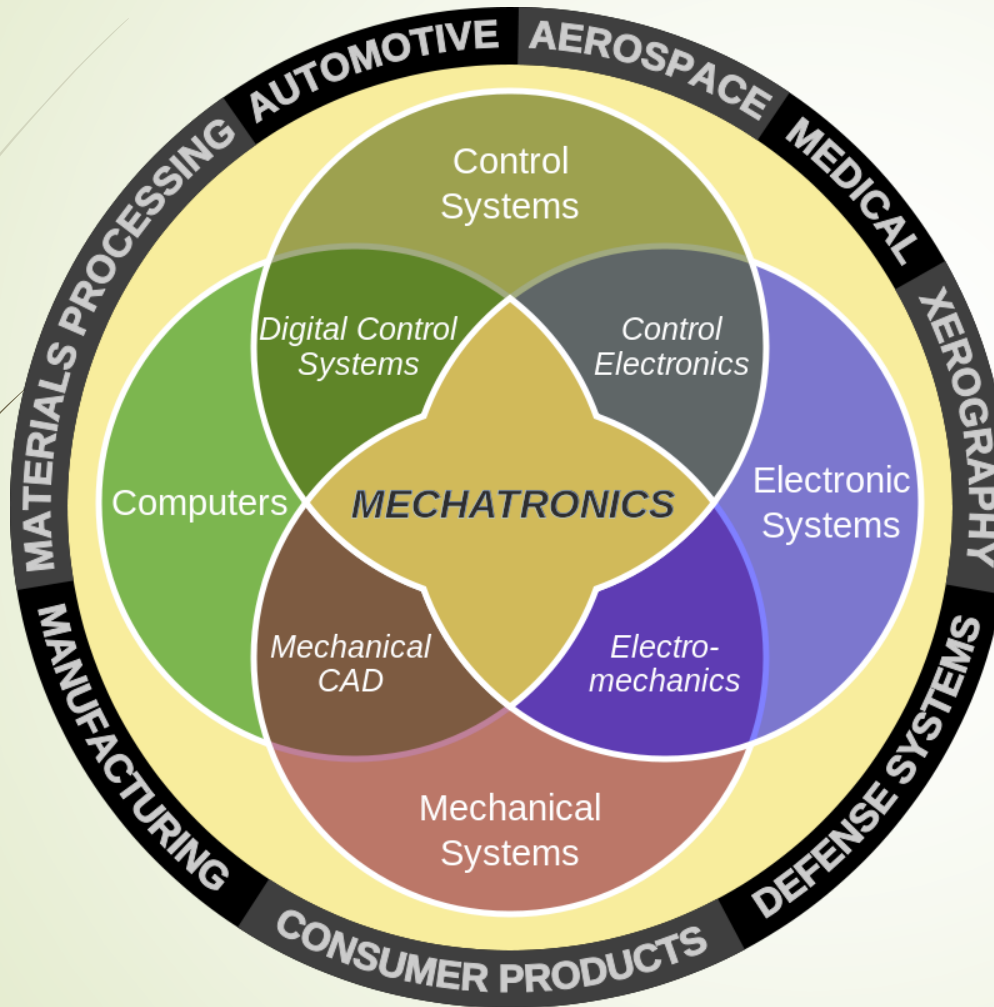 AUTOMOTIVE
AEROSPACE
MEDICAL
XEROGRAPHY
DEFENSE SYSTEMS
CONSUMER PRODUCTS
MANUFACTURING
MATERIALS PROCESSING
Control
Systems
Digital Control
Systems
Control
Electronics
Computers
MECHATRONICS
Electronic
Systems
Mechanical
CAD
Electro-
mechanics
Mechanical
Systems